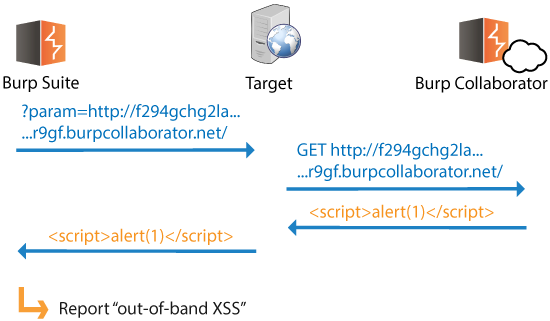 Burp Suite
Target
Burp Collaborator
?param=http://f294gchg2la...
...r9gf.burpcollaborator.net/
GET http://f294gchg2la...
...r9gf.burpcollaborator.net/
<script>alert(1)</script>
<script>alert(1)</script>
Report “out-of-band XSS”